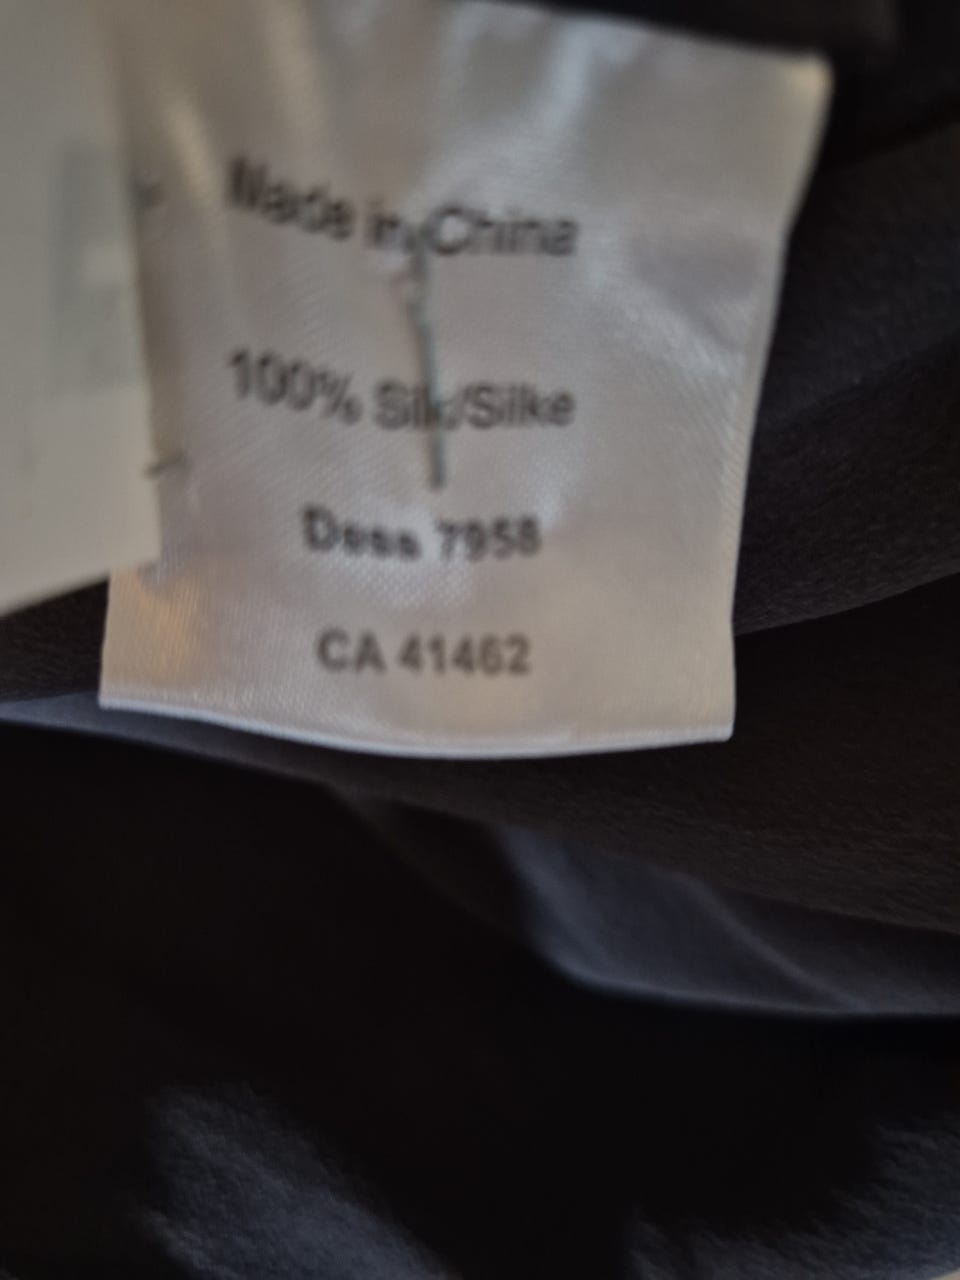 Made in China
100% Silk/Silke
Dess 7958
CA 41462